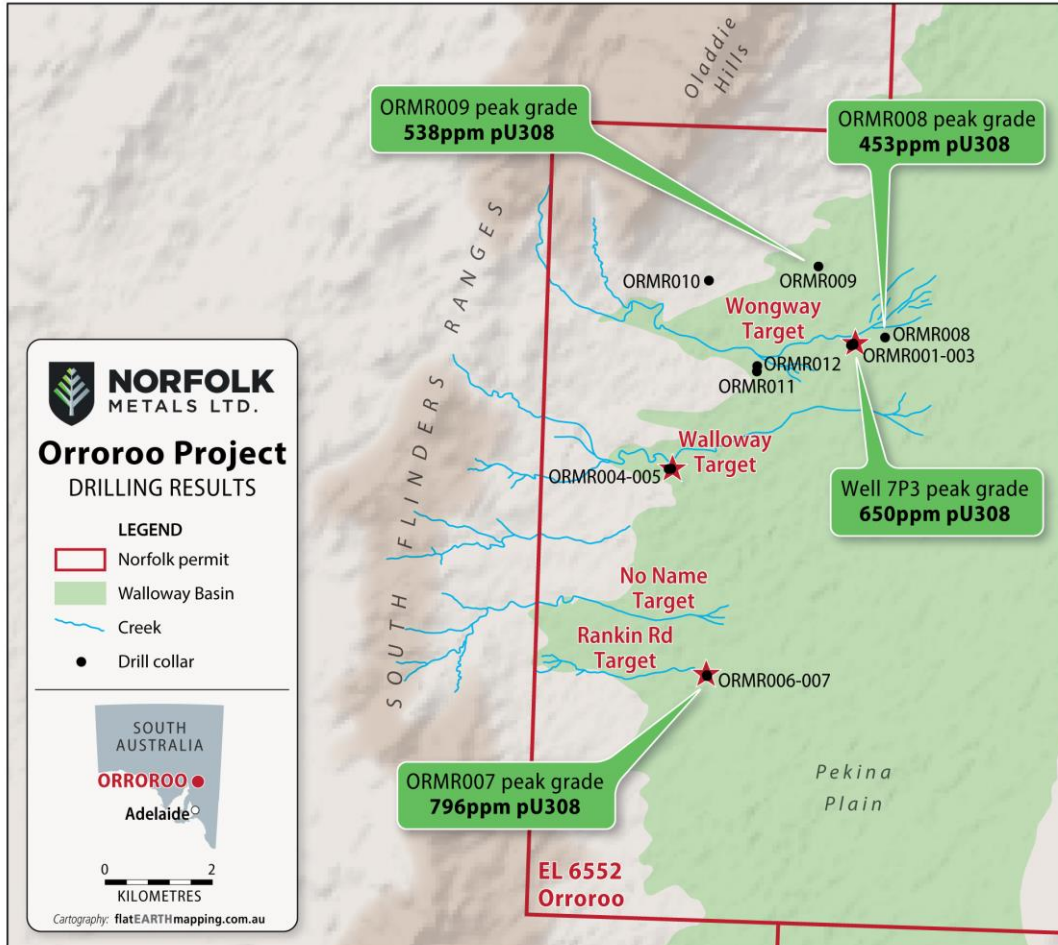 Oladdie
Hills
ORMR009 peak grade
538ppm pU308
ORMR008 peak grade
453ppm pU308
SOUTH FLINDERS RANGES
ORMR010
ORMR009
Wongway
Target
ORMR008
ORMR001-003
ORMR012
ORMR011
Walloway
Target
ORMR004-005
Well 7P3 peak grade
650ppm pU308
No Name
Target
Rankin Rd
Target
ORMR006-007
ORMR007 peak grade
796ppm pU308
Pekina
Plain
EL 6552
Orroroo
NORFOLK
METALS LTD.
Orroroo Project
DRILLING RESULTS
LEGEND
Norfolk permit
Walloway Basin
Creek
Drill collar
SOUTH
AUSTRALIA
ORROROO
Adelaide
0 2
KILOMETRES
Cartography: flatEARTHmapping.com.au